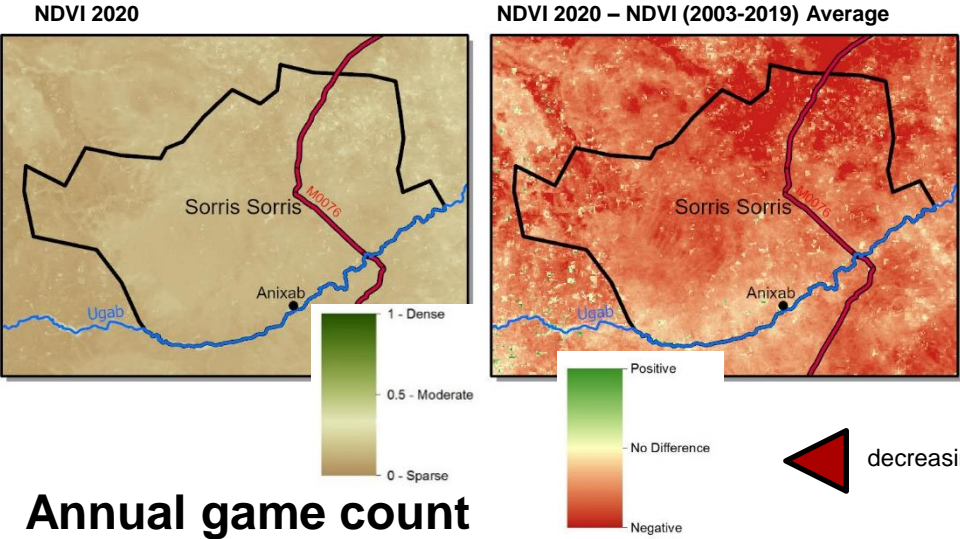 NDVI 2020
NDVI 2020 – NDVI (2003-2019) Average
M0076
Sorris Sorris
Anixab
Ugab
M0076
Sorris Sorris
Anixab
Ugab
1 - Dense
0.5 - Moderate
0 - Sparse
Positive
No Difference
Negative
decreasi
Annual game count